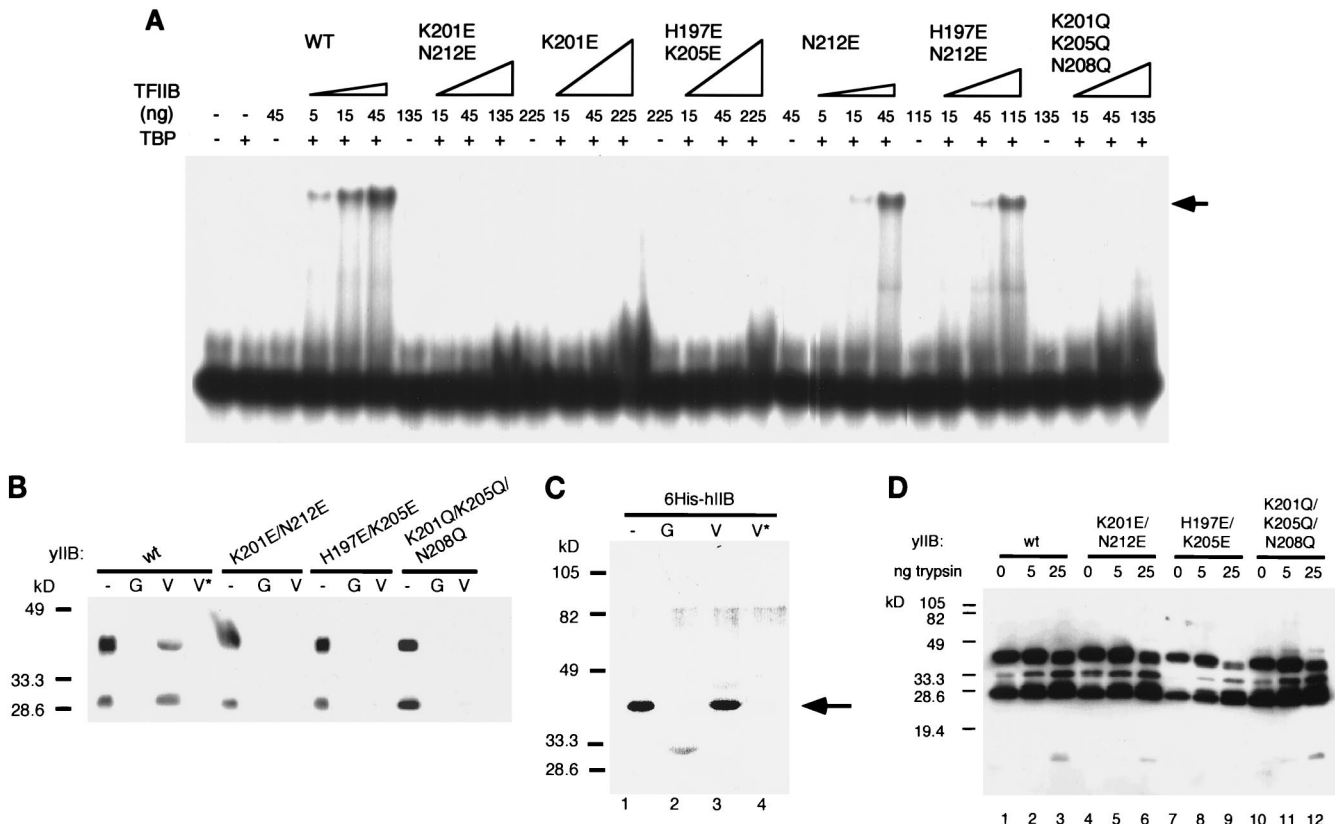 A
WT
K201E
N212E
K201E
H197E
K205E
N212E
H197E
N212E
K201Q
K205Q
N208Q
TFIIB
(ng)
- - 45 5 15 45 135 15 45 135 225 15 45 225 225 15 45 225 45 5 15 45 115 15 45 115 135 15 45 135
TBP - + - + + + - + + + - + + + - + + + - + + + - + + + - + + +
B
yIIB: wt K201E/N212E H197E/K205E K201Q/K205Q/
N208Q
kD - G V V* - G V - G V - G V
49
33.3
28.6
C
6His-hIIB
- G V V*
kD
105
82
49
33.3
28.6
1 2 3 4
D
yIIB: wt K201E/
N212E H197E/
K205E K201Q/
K205Q/
N208Q
ng trypsin 0 5 25 0 5 25 0 5 25 0 5 25
kD 105
82
49
33.3
28.6
19.4
1 2 3 4 5 6 7 8 9 10 11 12